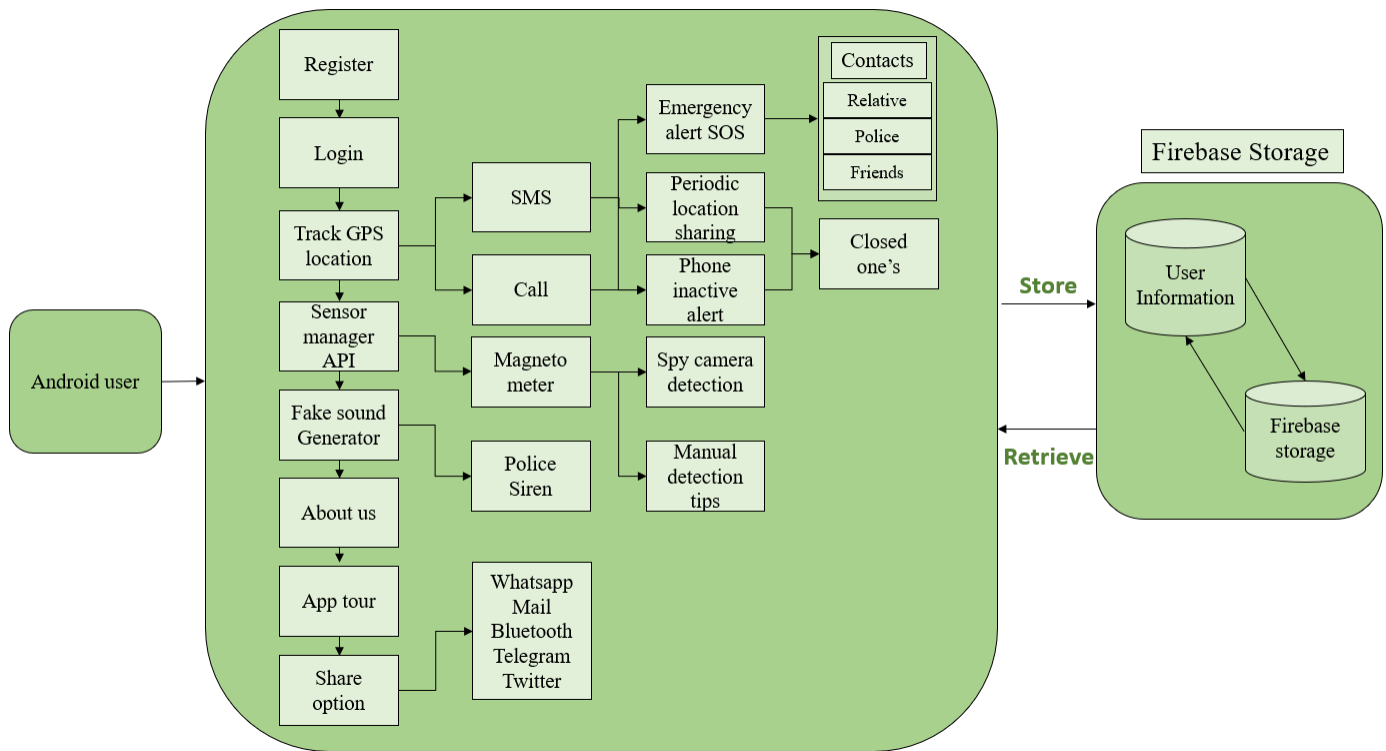 Android user
Register
Login
Track GPS
location
Sensor
manager
API
Fake sound
Generator
About us
App tour
Share
option
SMS
Call
Magneto
meter
Police
Siren
Whatsapp
Mail
Bluetooth
Telegram
Twitter
Emergency
alert SOS
Periodic
location
sharing
Phone
inactive
alert
Spy camera
detection
Manual
detection
tips
Contacts
Relative
Police
Friends
Closed
one’s
Store
Retrieve
Firebase Storage
User
Information
Firebase
storage